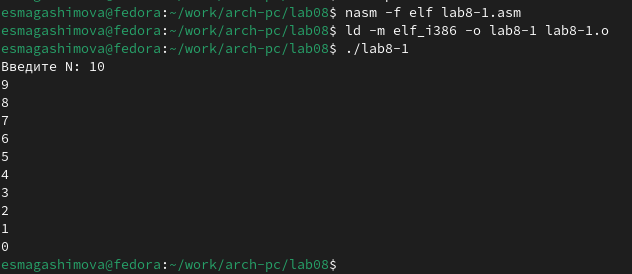 esmagashimova@fedora:~/work/arch-pc/lab08$ nasm -f elf lab8-1.asm
esmagashimova@fedora:~/work/arch-pc/lab08$ ld -m elf_i386 -o lab8-1 lab8-1.o
esmagashimova@fedora:~/work/arch-pc/lab08$ ./lab8-1
Введите N: 10
9
8
7
6
5
4
3
2
1
0
esmagashimova@fedora:~/work/arch-pc/lab08$